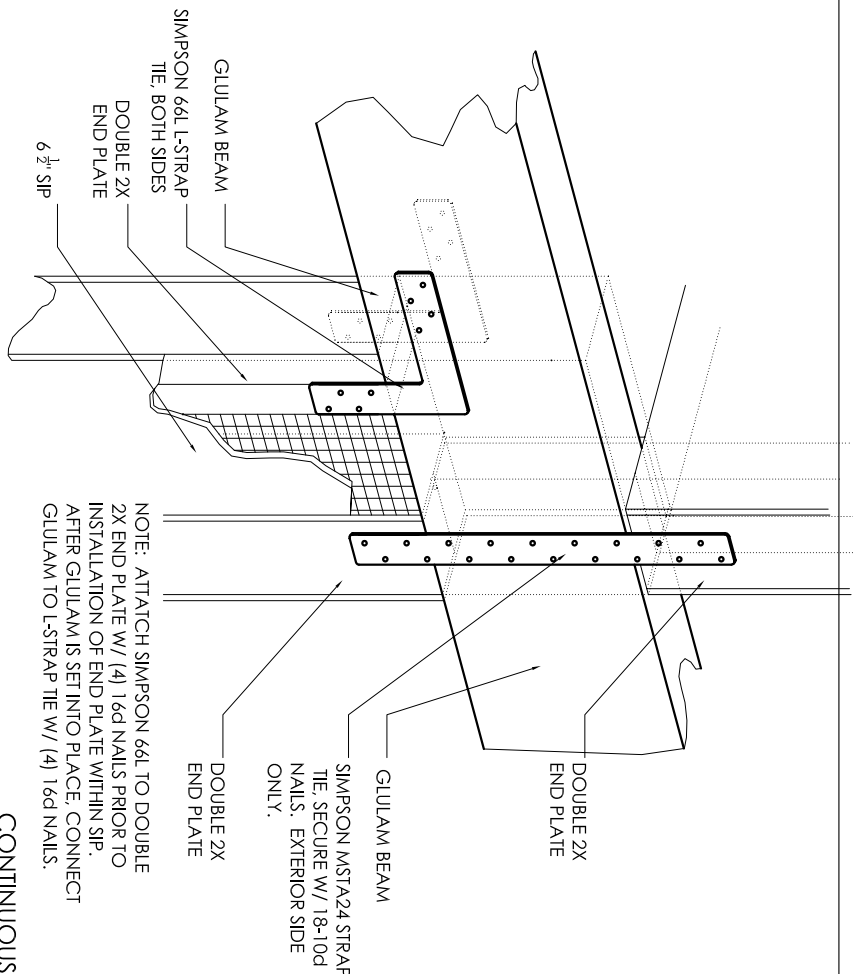 GLULAM BEAM
SIMPSON 66L L-STRAP
TIE, BOTH SIDES
DOUBLE 2X
END PLATE
6 1/2" SIP
DOUBLE 2X
END PLATE
GLULAM BEAM
SIMPSON MSTA24 STRAP
TIE, SECURE W/ 18-10d
NAILS. EXTERIOR SIDE
ONLY.
DOUBLE 2X
END PLATE
NOTE: ATTATCH SIMPSON 66L TO DOUBLE
2X END PLATE W/ (4) 16d NAILS PRIOR TO
INSTALLATION OF END PLATE WITHIN SIP.
AFTER GLULAM IS SET INTO PLACE, CONNECT
GLULAM TO L-STRAP TIE W/ (4) 16d NAILS.
CONTINUOUS